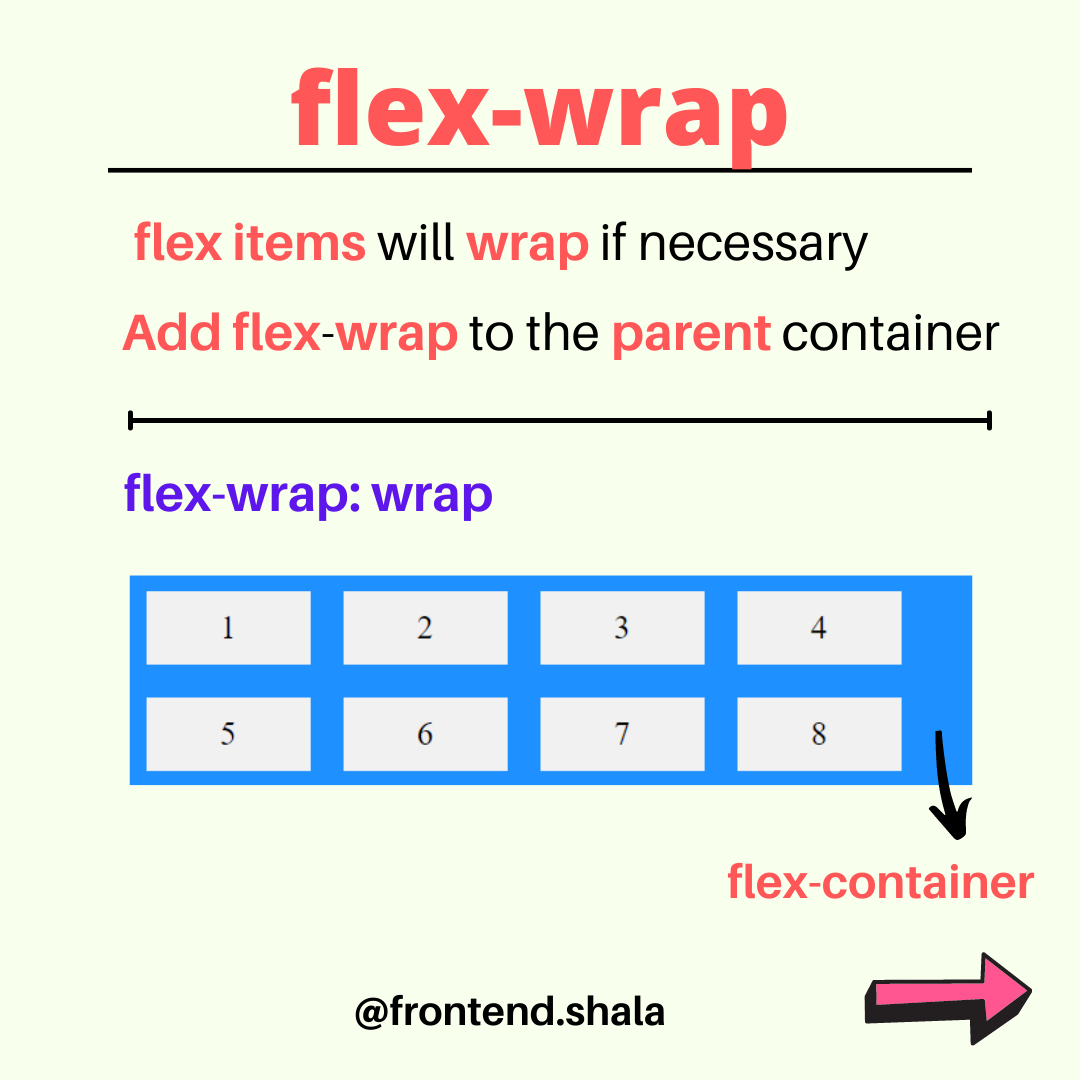 flex-wrap
flex items will wrap if necessary
Add flex-wrap to the parent container
flex-wrap: wrap
1 2 3 4
5 6 7 8
flex-container
@frontend.shala